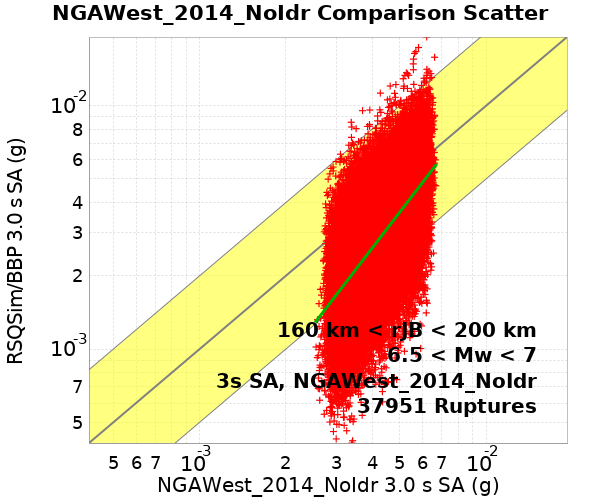 NGAWest_2014_NoIdr Comparison Scatter
RSQSim/BBP 3.0 s SA (g)
10-2
8
6
4
3
2
10-3
7
5
160 km < rJB < 200 km
6.5 < Mw < 7
3s SA, NGAWest_2014_NoIdr
37951 Ruptures
5 6 7 10-3 2 3 4 5 6 7 10-2
NGAWest_2014_NoIdr 3.0 s SA (g)